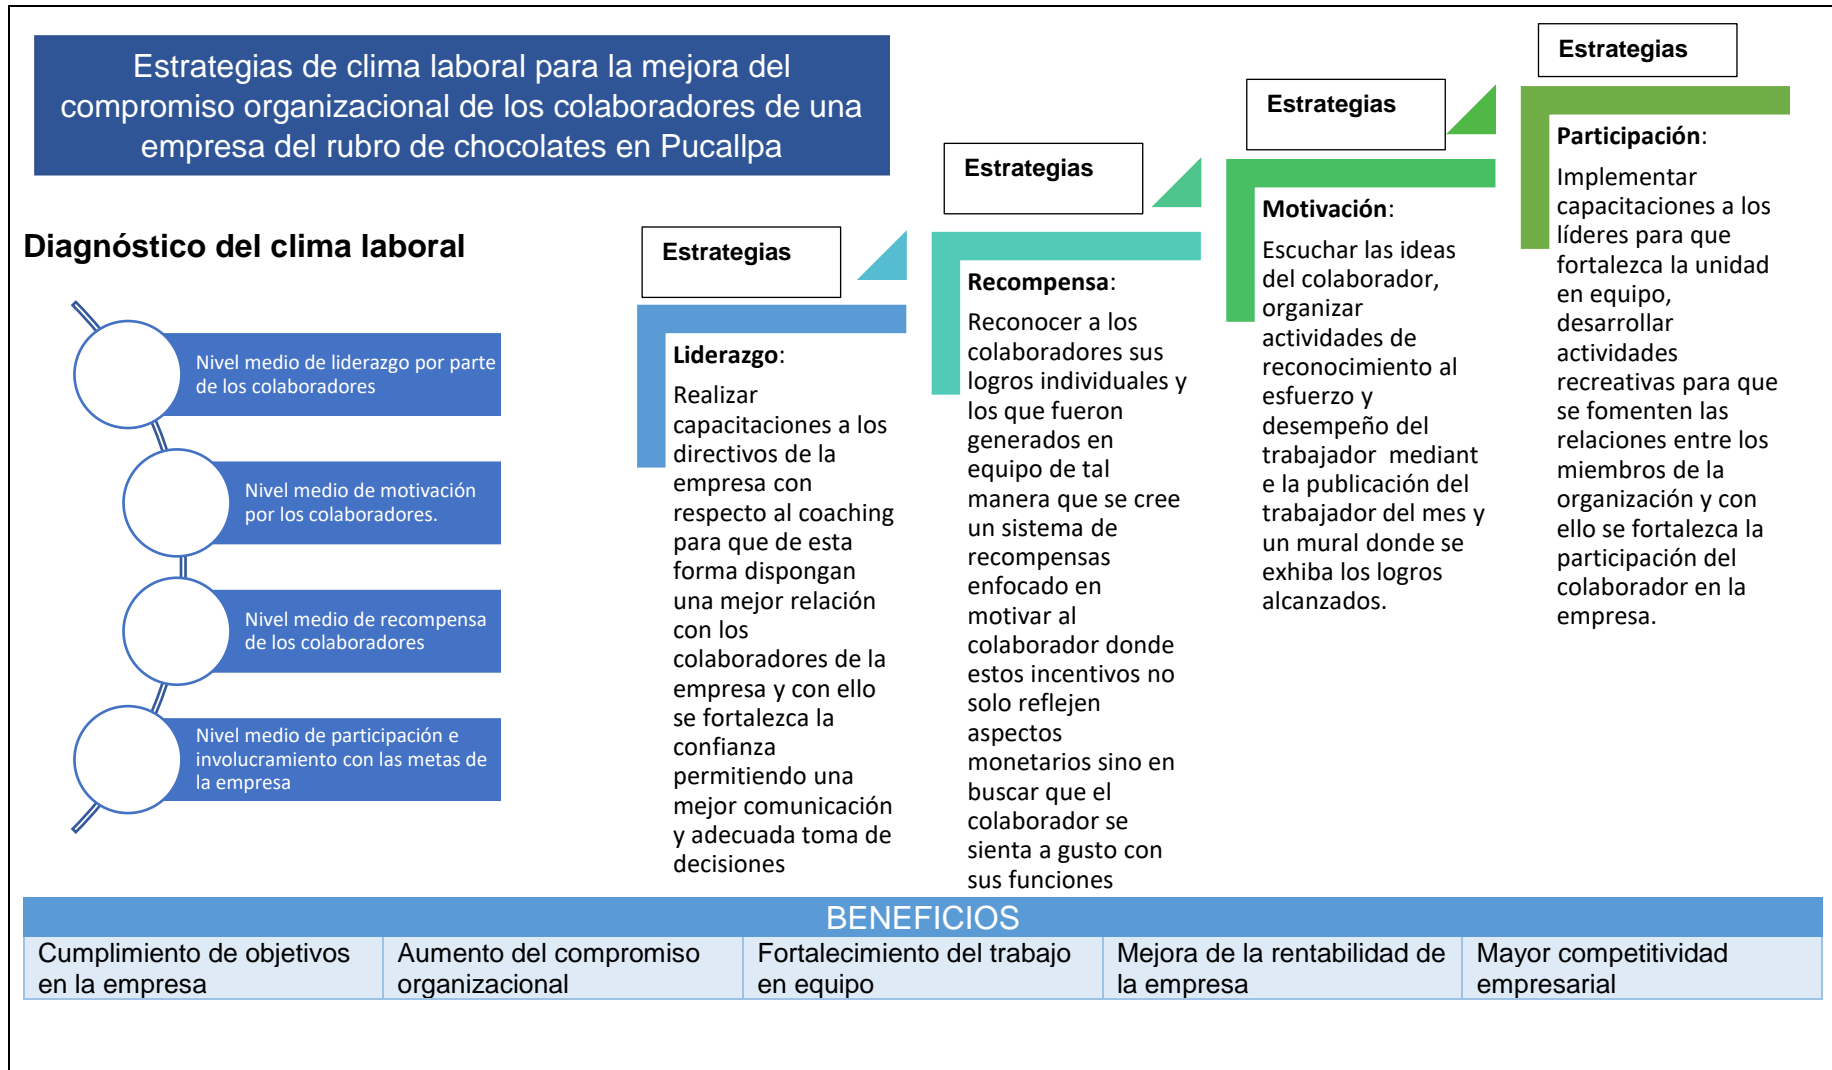 Estrategias de clima laboral para la mejora del
compromiso organizacional de los colaboradores de una
empresa del rubro de chocolates en Pucallpa
Diagnóstico del clima laboral
Nivel medio de liderazgo por parte
de los colaboradores
Nivel medio de motivación
por los colaboradores.
Nivel medio de recompensa
de los colaboradores
Nivel medio de participación e
involucramiento con las metas de
la empresa
Estrategias
Liderazgo:
Realizar
capacitaciones a los
directivos de la
empresa con
respecto al coaching
para que de esta
forma dispongan
una mejor relación
con los
colaboradores de la
empresa y con ello
se fortalezca la
confianza
permitiendo una
mejor comunicación
y adecuada toma de
decisiones
Estrategias
Recompensa:
Reconocer a los
colaboradores sus
logros individuales y
los que fueron
generados en
equipo de tal
manera que se cree
un sistema de
recompensas
enfocado en
motivar al
colaborador donde
estos incentivos no
solo reflejen
aspectos
monetarios sino en
buscar que el
colaborador se
sienta a gusto con
sus funciones
Estrategias
Motivación:
Escuchar las ideas
del colaborador,
organizar
actividades de
reconocimiento al
esfuerzo y
desempeño del
trabajador  mediant
e la publicación del
trabajador del mes y
un mural donde se
exhiba los logros
alcanzados.
Estrategias
Participación:
Implementar
capacitaciones a los
líderes para que
fortalezca la unidad
en equipo,
desarrollar
actividades
recreativas para que
se fomenten las
relaciones entre los
miembros de la
organización y con
ello se fortalezca la
participación del
colaborador en la
empresa.
BENEFICIOS
Cumplimiento de objetivos
en la empresa
Aumento del compromiso
organizacional
Fortalecimiento del trabajo
en equipo
Mejora de la rentabilidad de
la empresa
Mayor competitividad
empresarial